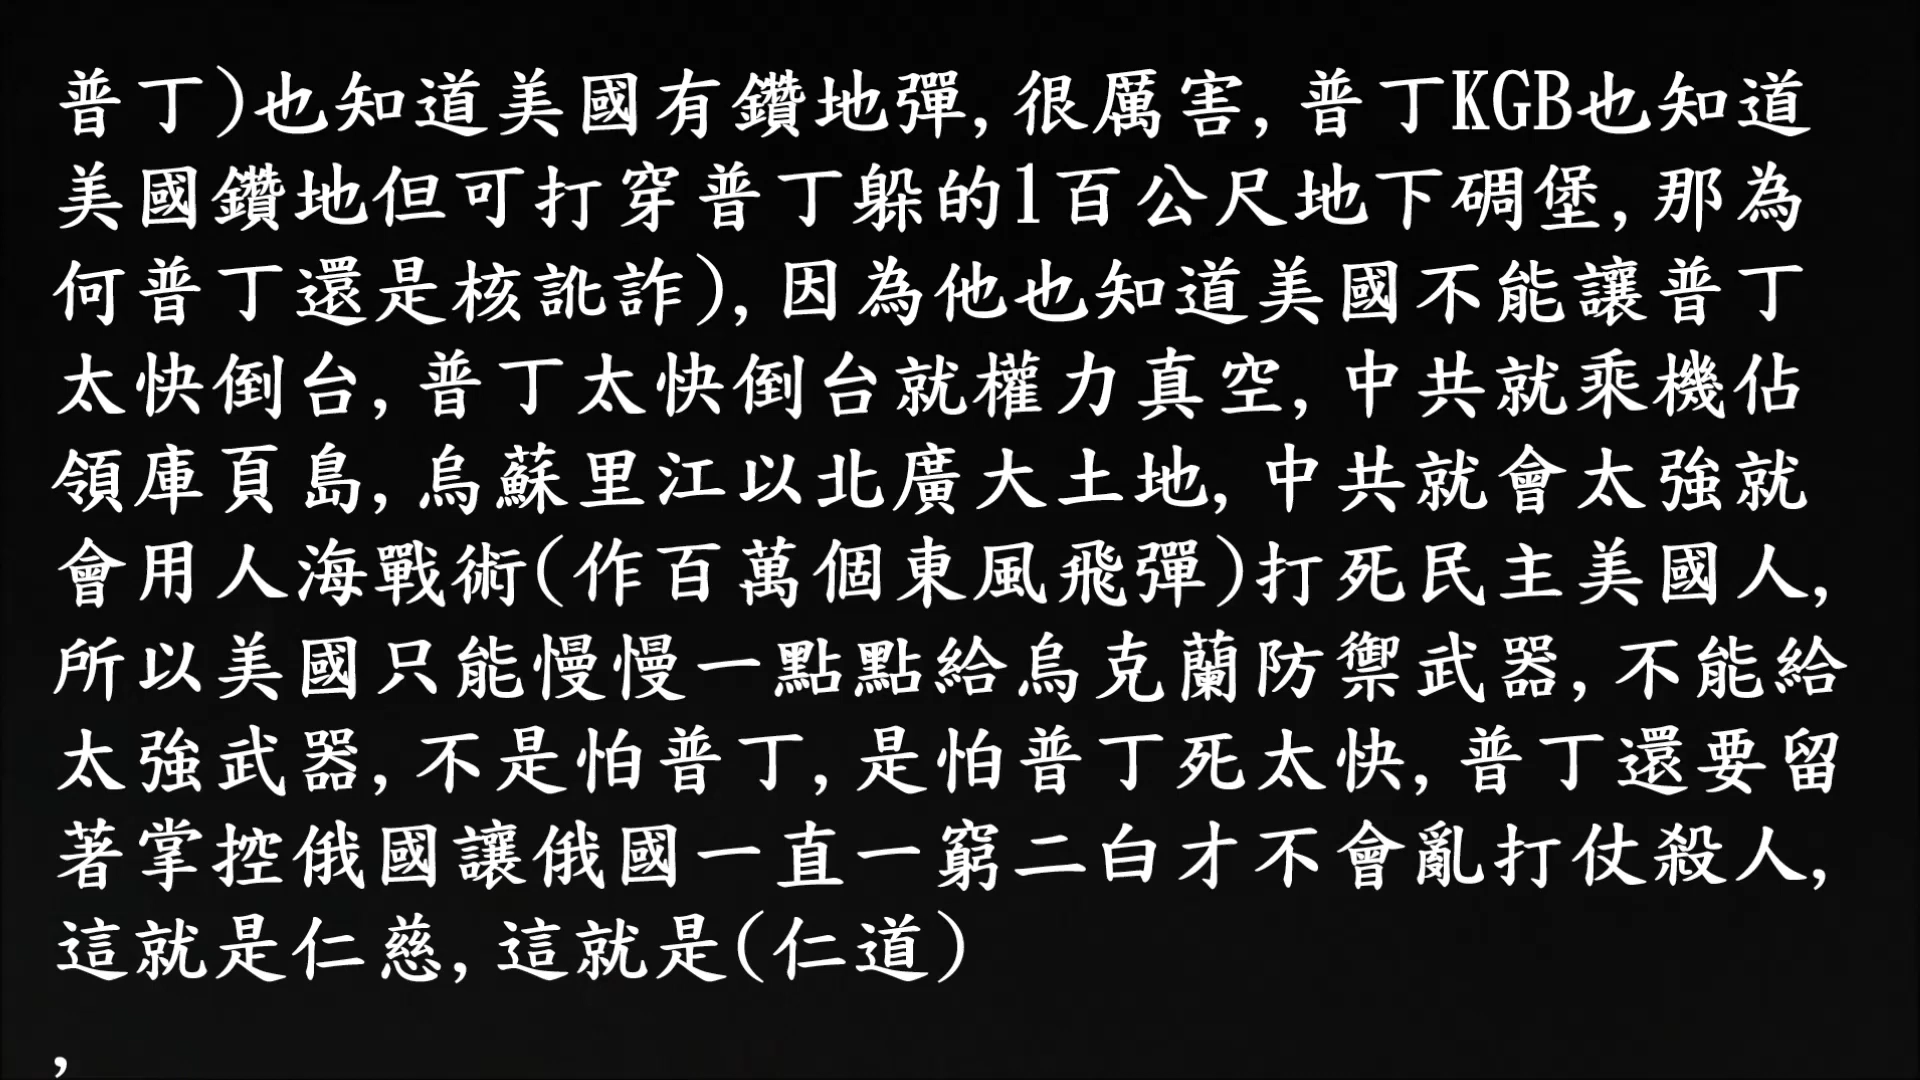 普丁)也知道美國有鑽地彈,很厲害,普丁KGB也知道
美國鑽地但可打穿普丁躲的1百公尺地下碉堡,那為
何普丁還是核訛詐),因為他也知道美國不能讓普丁
太快倒台,普丁太快倒台就權力真空,中共就乘機佔
領庫頁島,烏蘇里江以北廣大土地,中共就會太強就
會用人海戰術(作百萬個東風飛彈)打死民主美國人,
所以美國只能慢慢一點點給烏克蘭防禦武器,不能給
太強武器,不是怕普丁,是怕普丁死太快,普丁還要留
著掌控俄國讓俄國一直一窮二白才不會亂打仗殺人,
這就是仁慈,這就是(仁道)
,